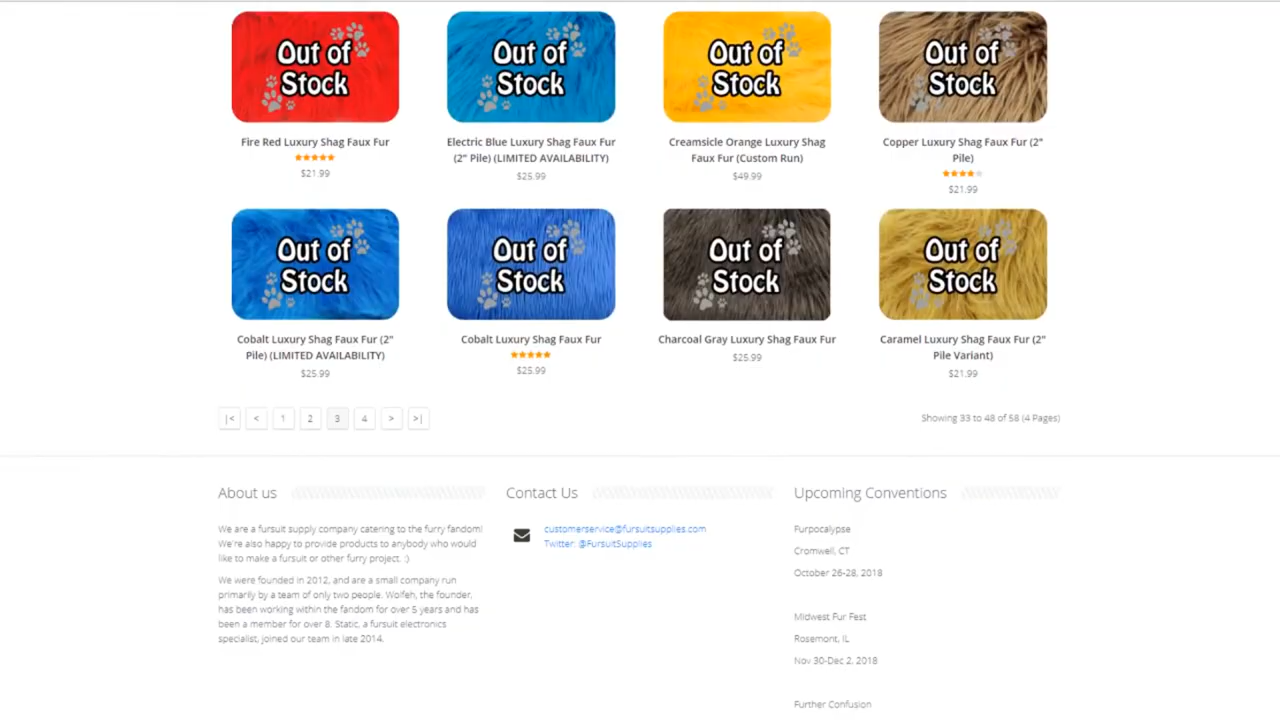 Out of
Stock
Out of
Stock
Out of
Stock
Out of
Stock
Fire Red Luxury Shag Faux Fur
$21.99
Electric Blue Luxury Shag Faux Fur
(2" Pile) (LIMITED AVAILABILITY)
$25.99
Creamsicle Orange Luxury Shag
Faux Fur (Custom Run)
$49.99
Copper Luxury Shag Faux Fur (2"
Pile)
$21.99
Out of
Stock
Out of
Stock
Out of
Stock
Out of
Stock
Cobalt Luxury Shag Faux Fur (2"
Pile) (LIMITED AVAILABILITY)
$25.99
Cobalt Luxury Shag Faux Fur
$25.99
Charcoal Gray Luxury Shag Faux Fur
$25.99
Caramel Luxury Shag Faux Fur (2"
Pile Variant)
$21.99
|< < 1 2 3 4 > >|
Showing 33 to 48 of 58 (4 Pages)
About us
We are a fursuit supply company catering to the furry fandom!
We're also happy to provide products to anybody who would
like to make a fursuit or other furry project. :)
We were founded in 2012, and are a small company run
primarily by a team of only two people. Wolfeh, the founder,
has been working within the fandom for over 5 years and has
been a member for over 8. Static, a fursuit electronics
specialist, joined our team in late 2014.
Contact Us
customerservice@fursuitsupplies.com
Twitter: @FursuitSupplies
Upcoming Conventions
Furpocalypse
Cromwell, CT
October 26-28, 2018
Midwest Fur Fest
Rosemont, IL
Nov 30-Dec 2, 2018
Further Confusion